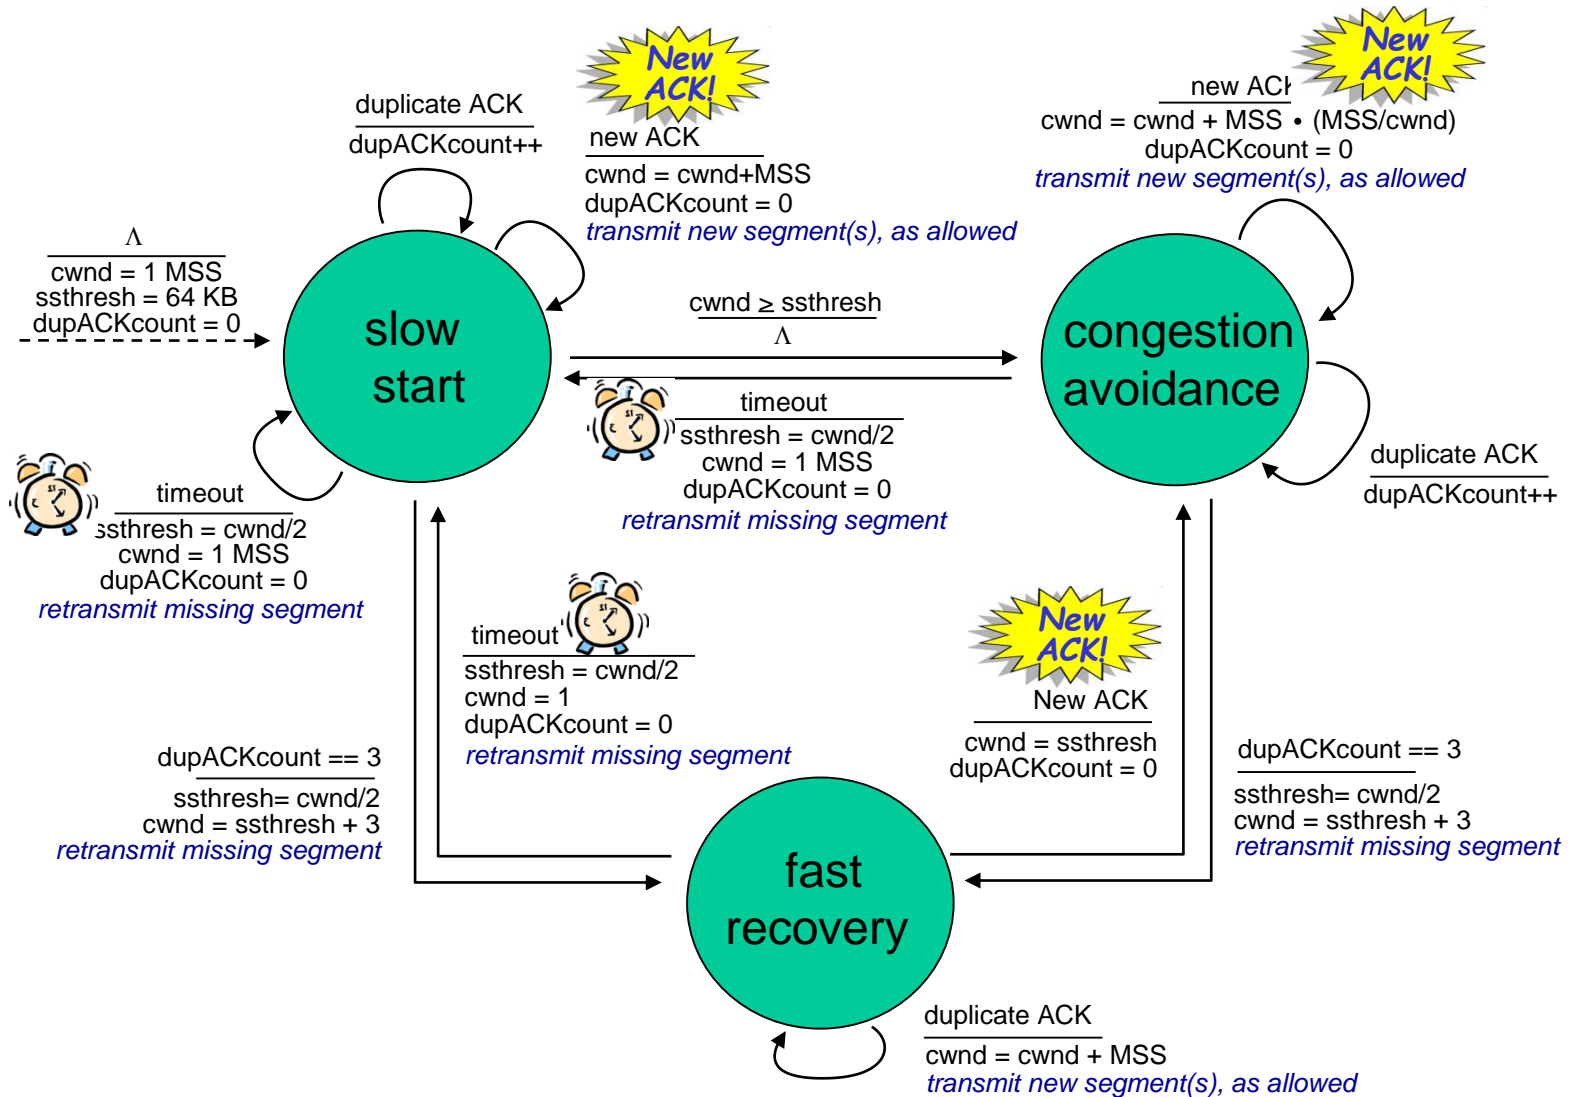 New
ACK!
new ACK
cwnd = cwnd + MSS • (MSS/cwnd)
dupACKcount = 0
transmit new segment(s), as allowed
New
ACK!
new ACK
cwnd = cwnd+MSS
dupACKcount = 0
transmit new segment(s), as allowed
duplicate ACK
dupACKcount++
Λ
cwnd = 1 MSS
ssthresh = 64 KB
dupACKcount = 0
slow
start
cwnd ≥ ssthresh
Λ
congestion
avoidance
timeout
ssthresh = cwnd/2
cwnd = 1 MSS
dupACKcount = 0
retransmit missing segment
duplicate ACK
dupACKcount++
timeout
ssthresh = cwnd/2
cwnd = 1 MSS
dupACKcount = 0
retransmit missing segment
timeout
ssthresh = cwnd/2
cwnd = 1
dupACKcount = 0
retransmit missing segment
New
ACK!
New ACK
cwnd = ssthresh
dupACKcount = 0
dupACKcount == 3
ssthresh= cwnd/2
cwnd = ssthresh + 3
retransmit missing segment
dupACKcount == 3
ssthresh= cwnd/2
cwnd = ssthresh + 3
retransmit missing segment
fast
recovery
duplicate ACK
cwnd = cwnd + MSS
transmit new segment(s), as allowed